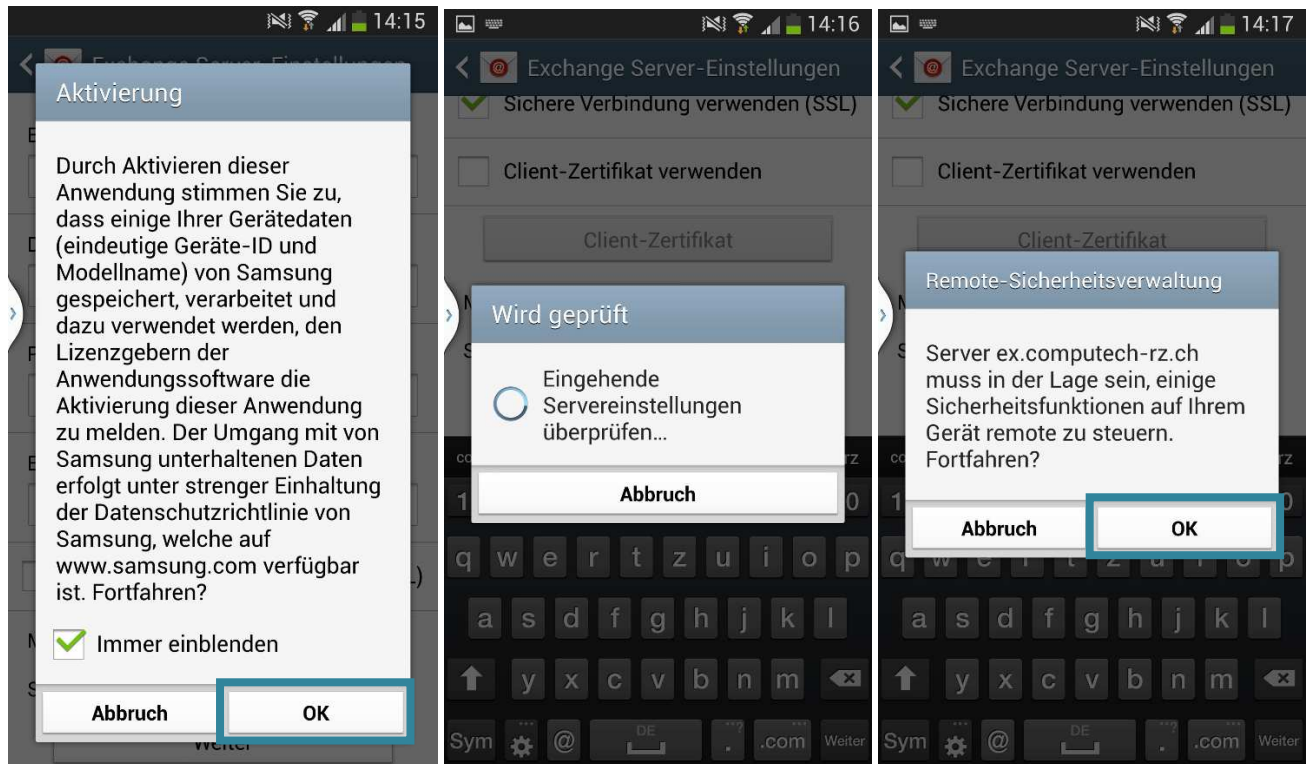 14:15
Aktivierung
Durch Aktivieren dieser
Anwendung stimmen Sie zu,
dass einige Ihrer Gerätedaten
(eindeutige Geräte-ID und
Modellname) von Samsung
gespeichert, verarbeitet und
dazu verwendet werden, den
Lizenzgebern der
Anwendungssoftware die
Aktivierung dieser Anwendung
zu melden. Der Umgang mit von
Samsung unterhaltenen Daten
erfolgt unter strenger Einhaltung
der Datenschutzrichtlinie von
Samsung, welche auf
www.samsung.com verfügbar
ist. Fortfahren?
Immer einblenden
Abbruch OK
14:16
Exchange Server-Einstellungen
Sichere Verbindung verwenden (SSL)
Client-Zertifikat verwenden
Client-Zertifikat
Wird geprüft
Eingehende
Servereinstellungen
überprüfen...
Abbruch
1 0
q w e r t z u i o p
a s d f g h j k l
y x c v b n m
Sym @ DE . .com Weiter
14:17
Exchange Server-Einstellungen
Sichere Verbindung verwenden (SSL)
Client-Zertifikat verwenden
Client-Zertifikat
Remote-Sicherheitsverwaltung
Server ex.computech-rz.ch
muss in der Lage sein, einige
Sicherheitsfunktionen auf Ihrem
Gerät remote zu steuern.
Fortfahren?
Abbruch OK
q w e r t z u i o p
a s d f g h j k l
y x c v b n m
Sym @ DE . .com Weiter